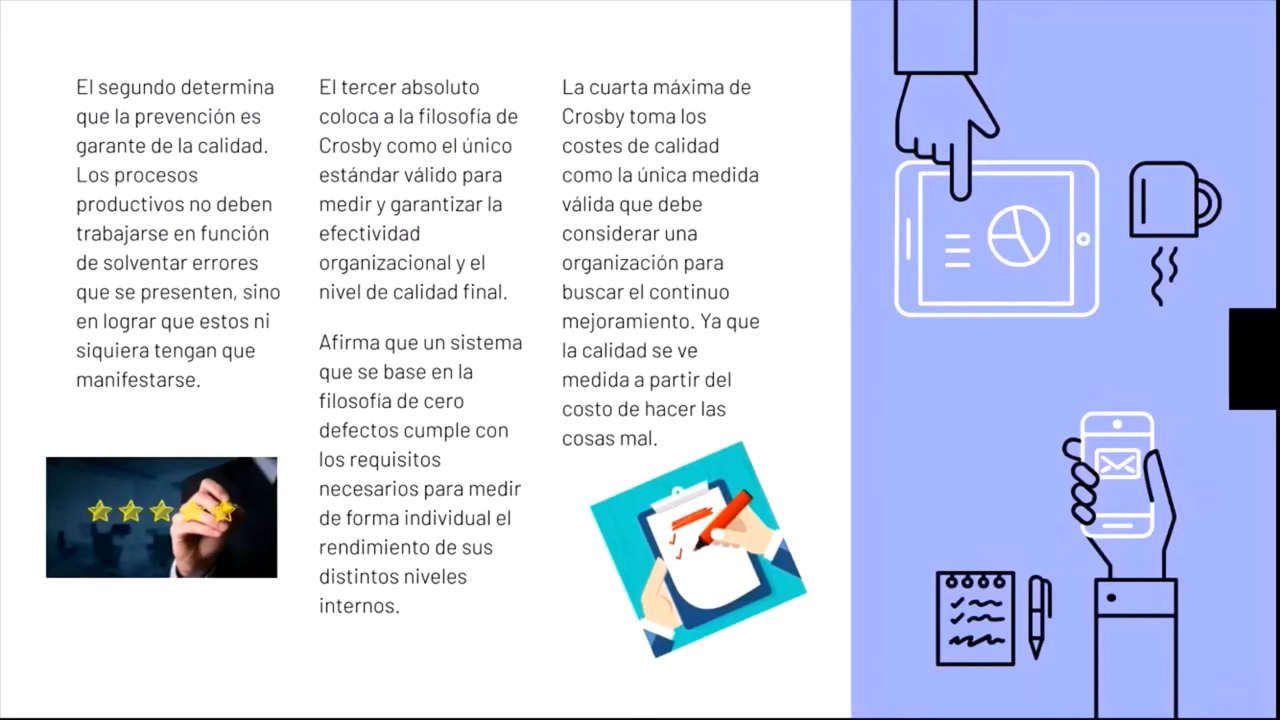 El segundo determina
que la prevención es
garante de la calidad.
Los procesos
productivos no deben
trabajarse en función
de solventar errores
que se presenten, sino
en lograr que estos ni
siquiera tengan que
manifestarse.
El tercer absoluto
coloca a la filosofía de
Crosby como el único
estándar válido para
medir y garantizar la
efectividad
organizacional y el
nivel de calidad final.
Afirma que un sistema
que se base en la
filosofía de cero
defectos cumple con
los requisitos
necesarios para medir
de forma individual el
rendimiento de sus
distintos niveles
internos.
La cuarta máxima de
Crosby toma los
costes de calidad
como la única medida
válida que debe
considerar una
organización para
buscar el continuo
mejoramiento. Ya que
la calidad se ve
medida a partir del
costo de hacer las
cosas mal.